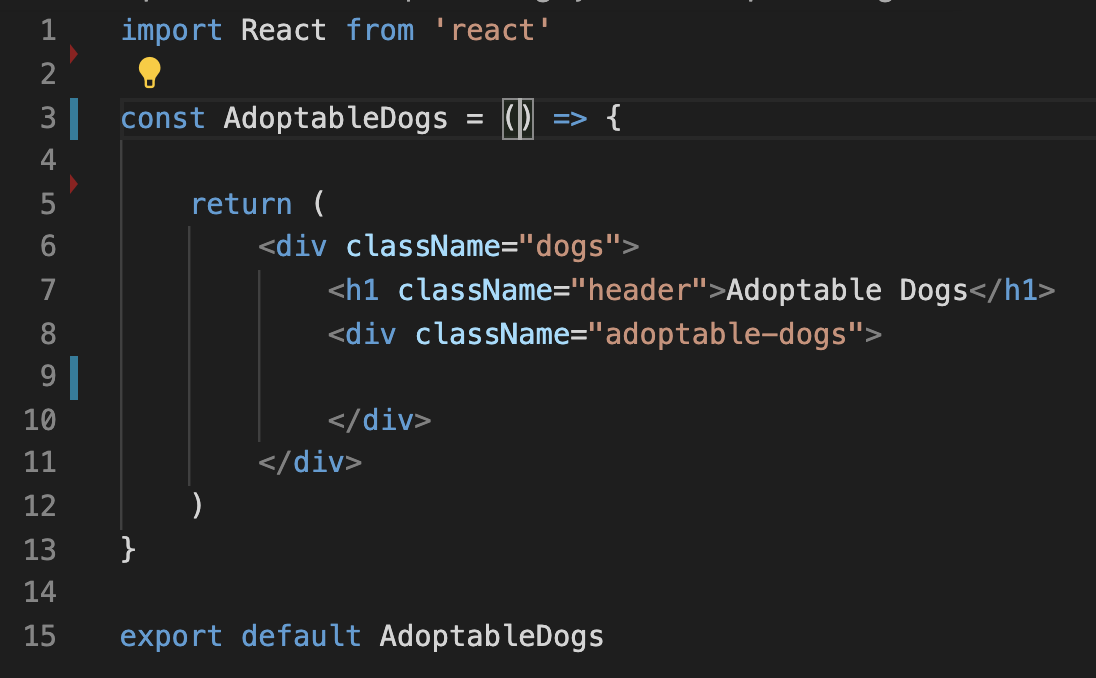 1 import React from 'react'
2
3 const AdoptableDogs = () => {
4
5 return (
6 <div className="dogs">
7 <h1 className="header">Adoptable Dogs</h1>
8 <div className="adoptable-dogs">
9
10 </div>
11 </div>
12 )
13 }
14
15 export default AdoptableDogs